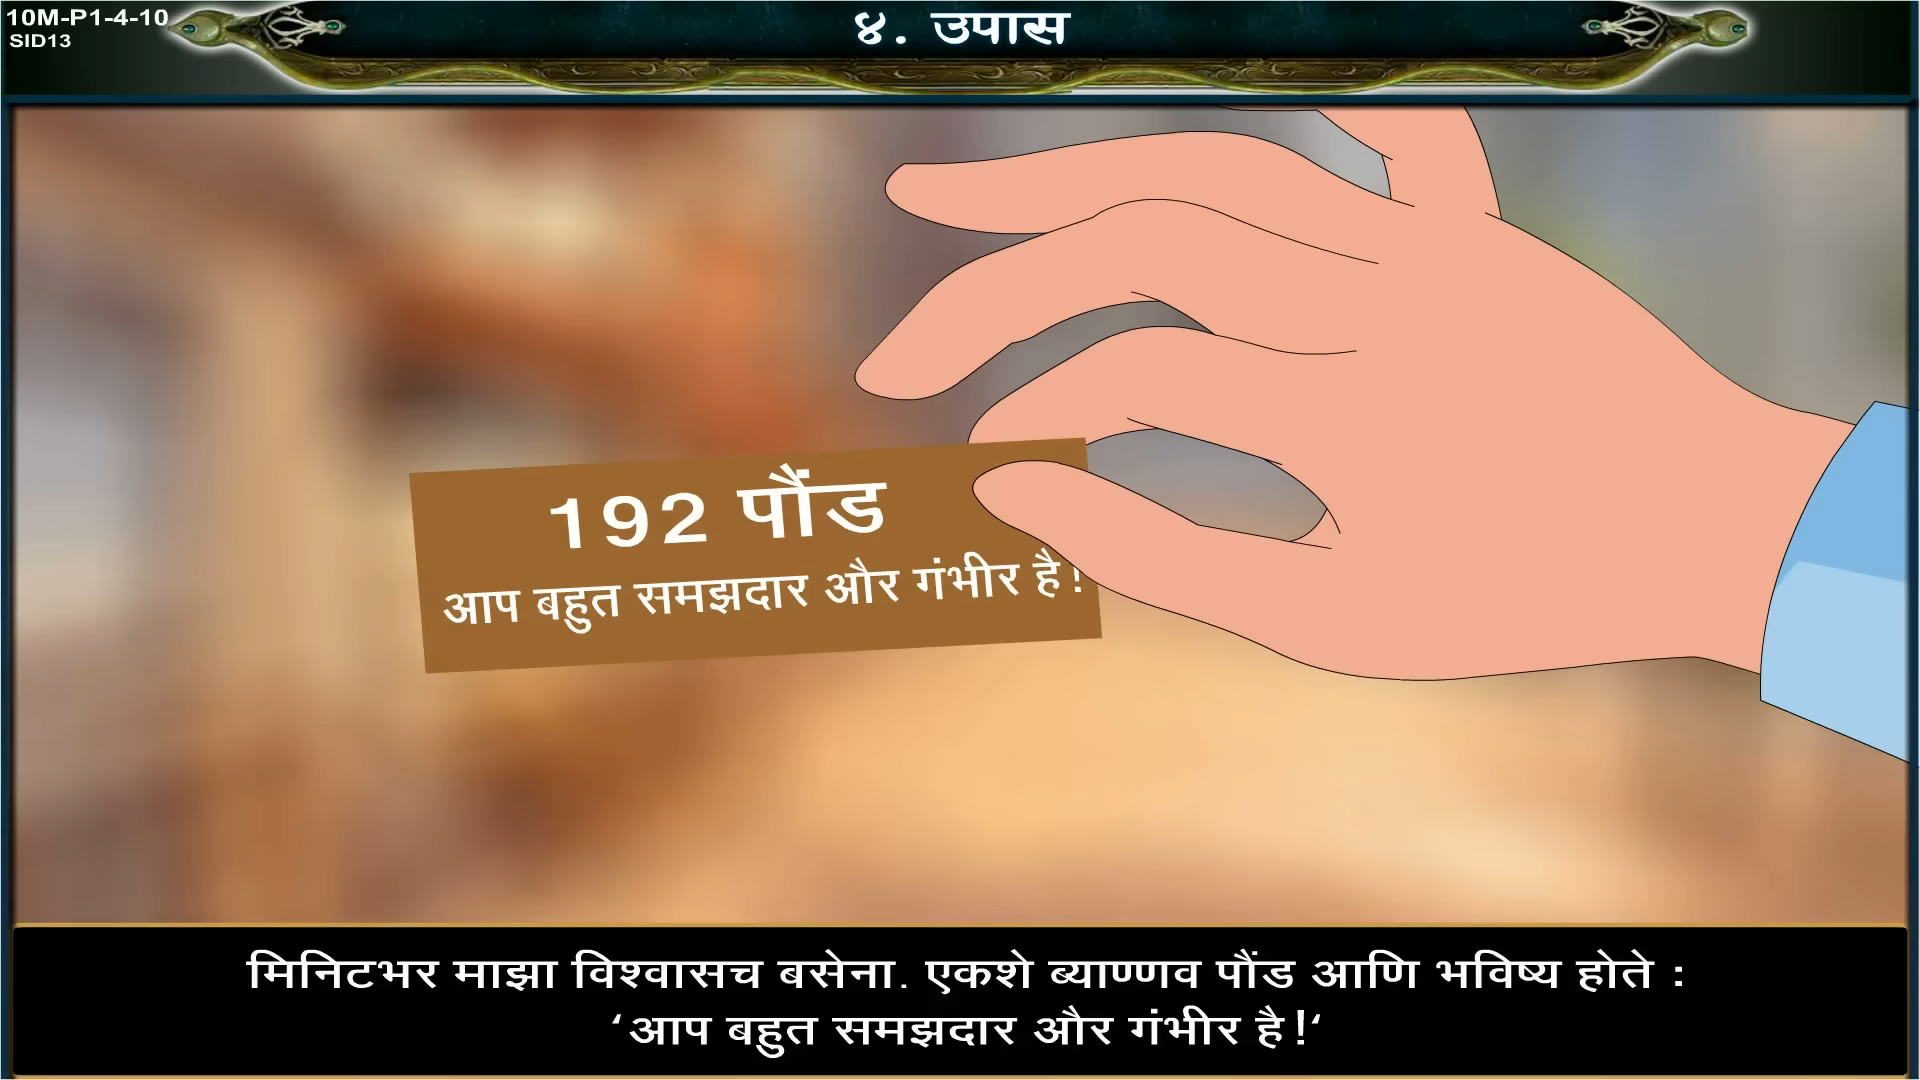 10M-P1-4-10
SID13
४. उपास
192 पौंड
आप बहुत समझदार और गंभीर है!
मिनिटभर माझा विश्वासच बसेना. एकशे ब्याण्णव पौंड आणि भविष्य होते :
‘आप बहुत समझदार और गंभीर है!‘